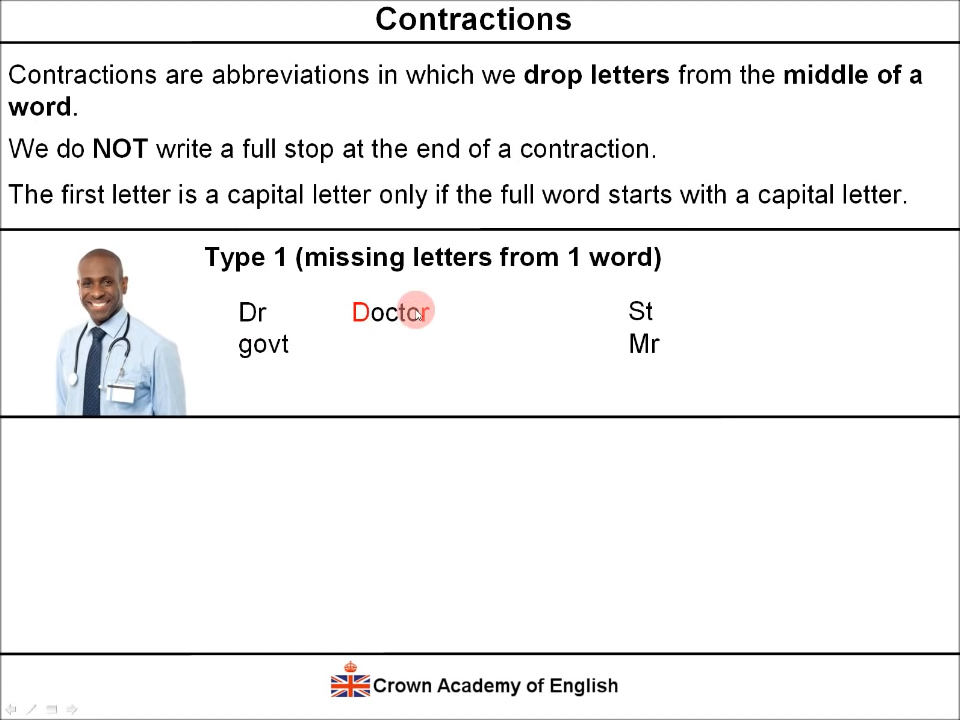 Contractions
Contractions are abbreviations in which we drop letters from the middle of a
word.
We do NOT write a full stop at the end of a contraction.
The first letter is a capital letter only if the full word starts with a capital letter.
Type 1 (missing letters from 1 word)
Dr Doctor St
govt Mr
Crown Academy of English